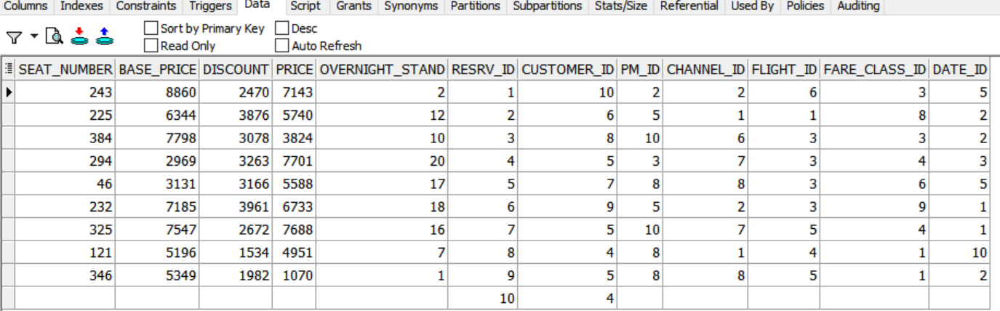 Columns Indexes Constraints Triggers Data Script Grants Synonyms Partitions Subpartitions Stats/Size Referential Used By Policies Auditing
Sort by Primary Key Desc
Read Only Auto Refresh
SEAT_NUMBER BASE_PRICE DISCOUNT PRICE OVERNIGHT_STAND RESRV_ID CUSTOMER_ID PM_ID CHANNEL_ID FLIGHT_ID FARE_CLASS_ID DATE_ID
243 8860 2470 7143 2 1 10 2 2 6 3 5
225 6344 3876 5740 12 2 6 5 1 1 8 2
384 7798 3078 3824 10 3 8 10 6 3 3 2
294 2969 3263 7701 20 4 5 3 7 3 4 3
46 3131 3166 5588 17 5 7 8 8 3 6 5
232 7185 3961 6733 18 6 9 5 2 3 9 1
325 7547 2672 7688 16 7 5 10 7 5 4 1
121 5196 1534 4951 7 8 4 8 1 4 1 10
346 5349 1982 1070 1 9 5 8 8 5 1 2
10 4